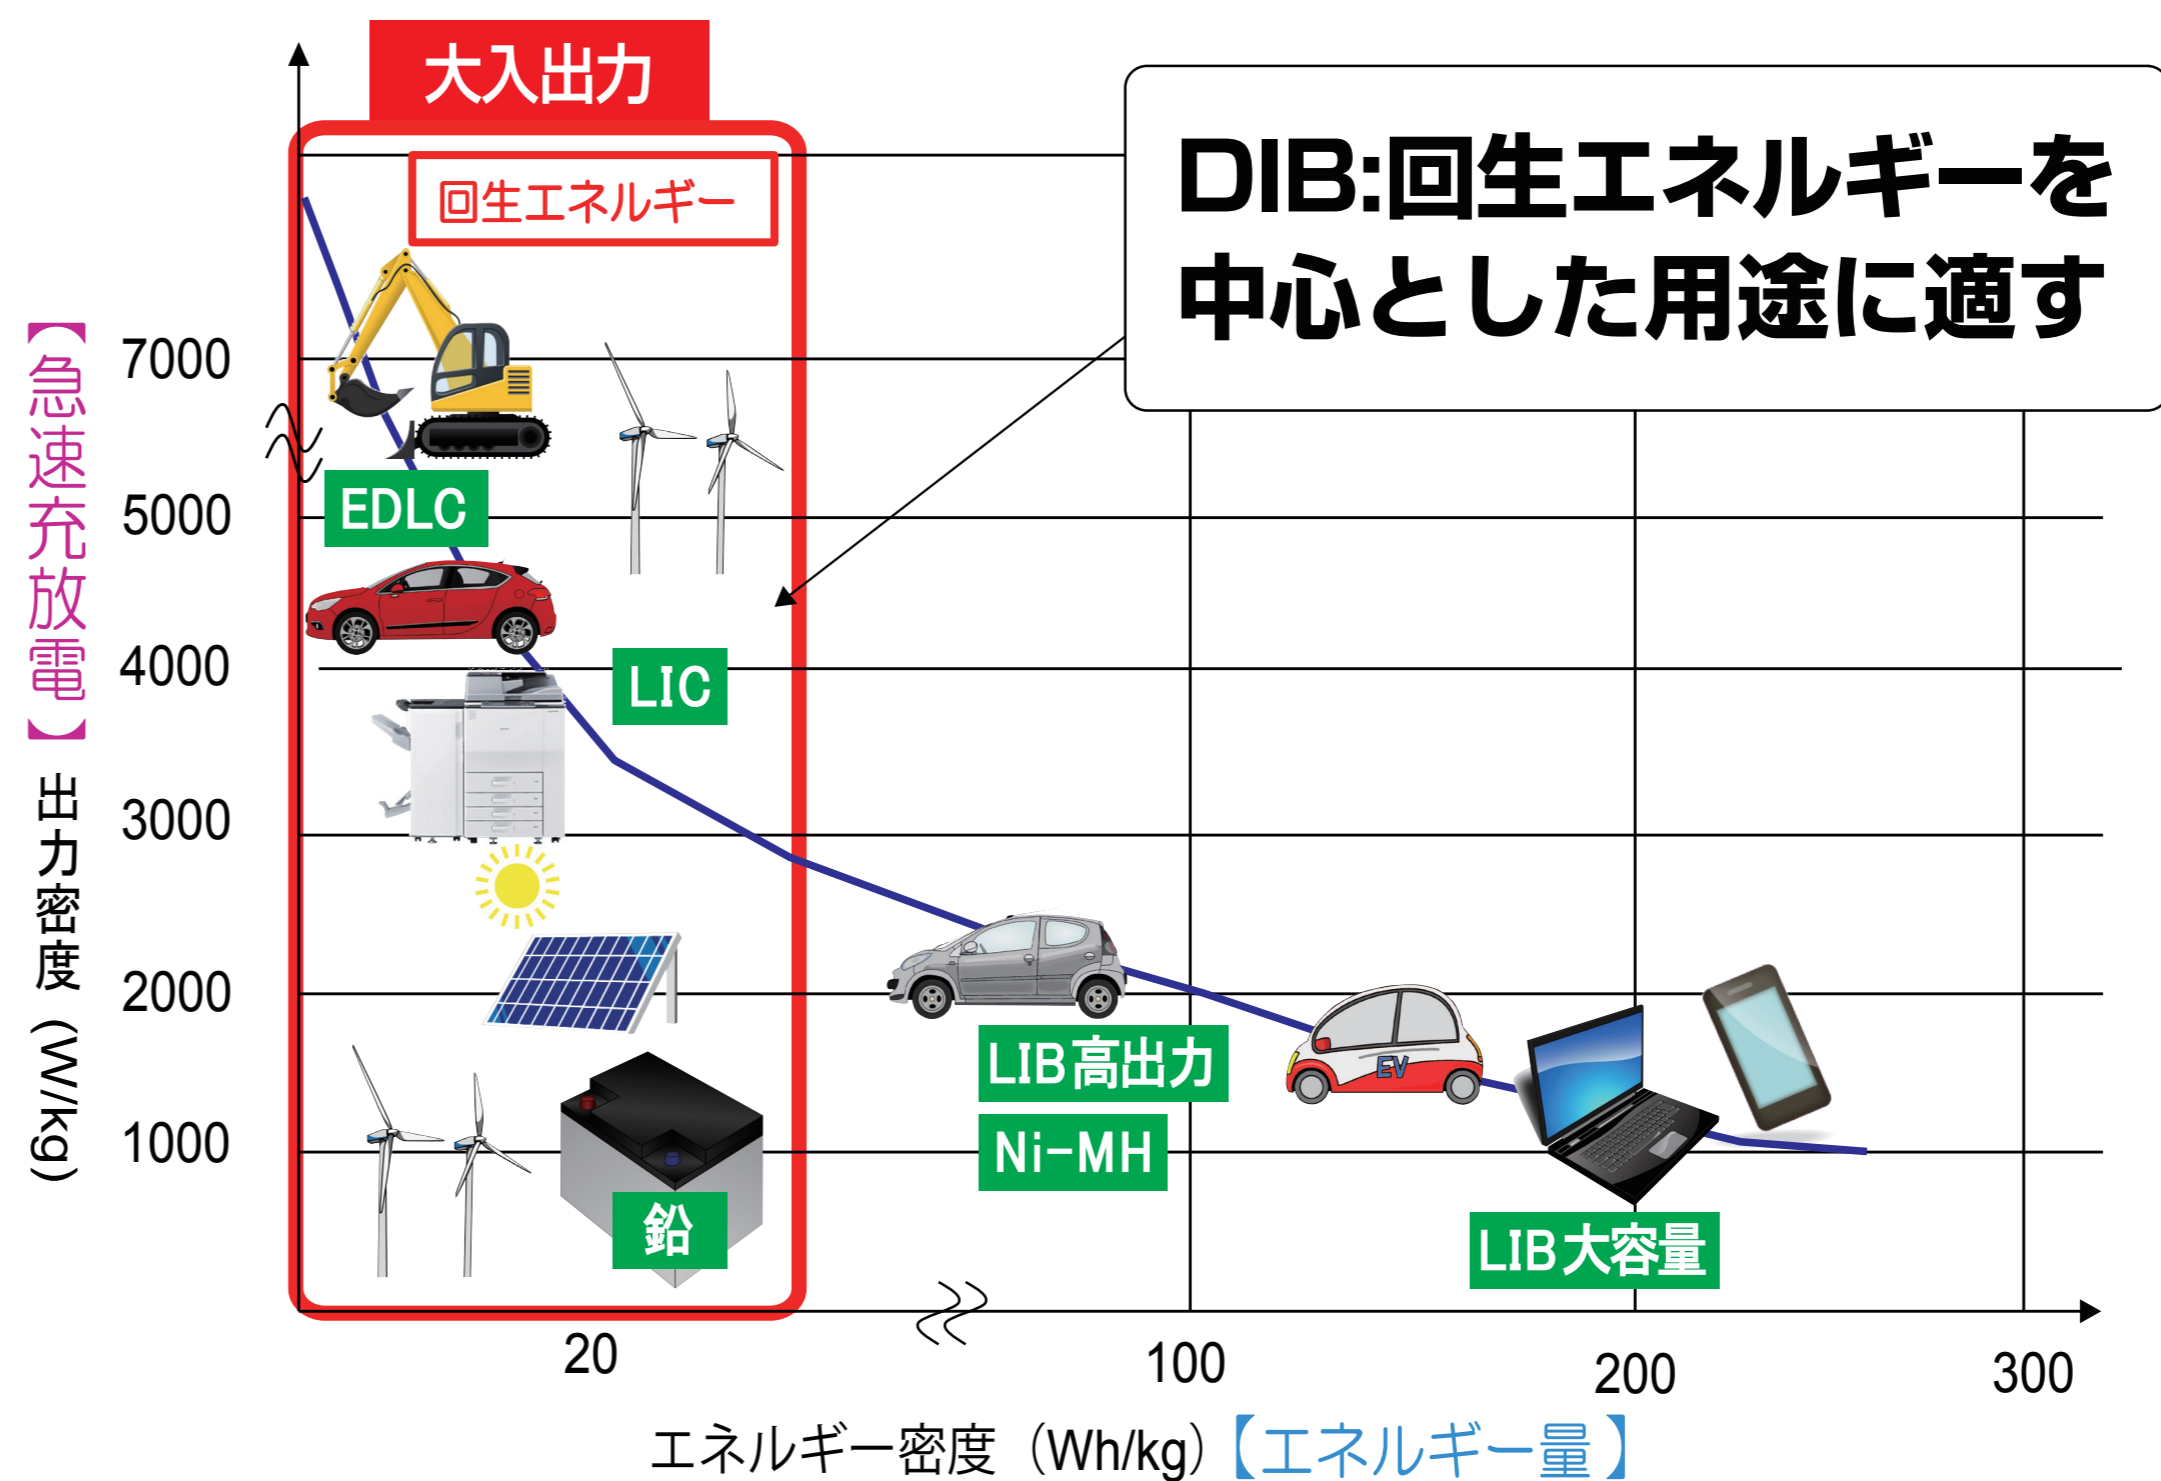 大入出力
回生エネルギー
DIB:回生エネルギーを
中心とした用途に適す
【急速充放電】
出力密度（W/kg）
7000
5000
4000
3000
2000
1000
EDLC
LIC
LIB高出力
Ni-MH
EV
鉛
LIB大容量
20
100
200
300
エネルギー密度（Wh/kg）【エネルギー量】